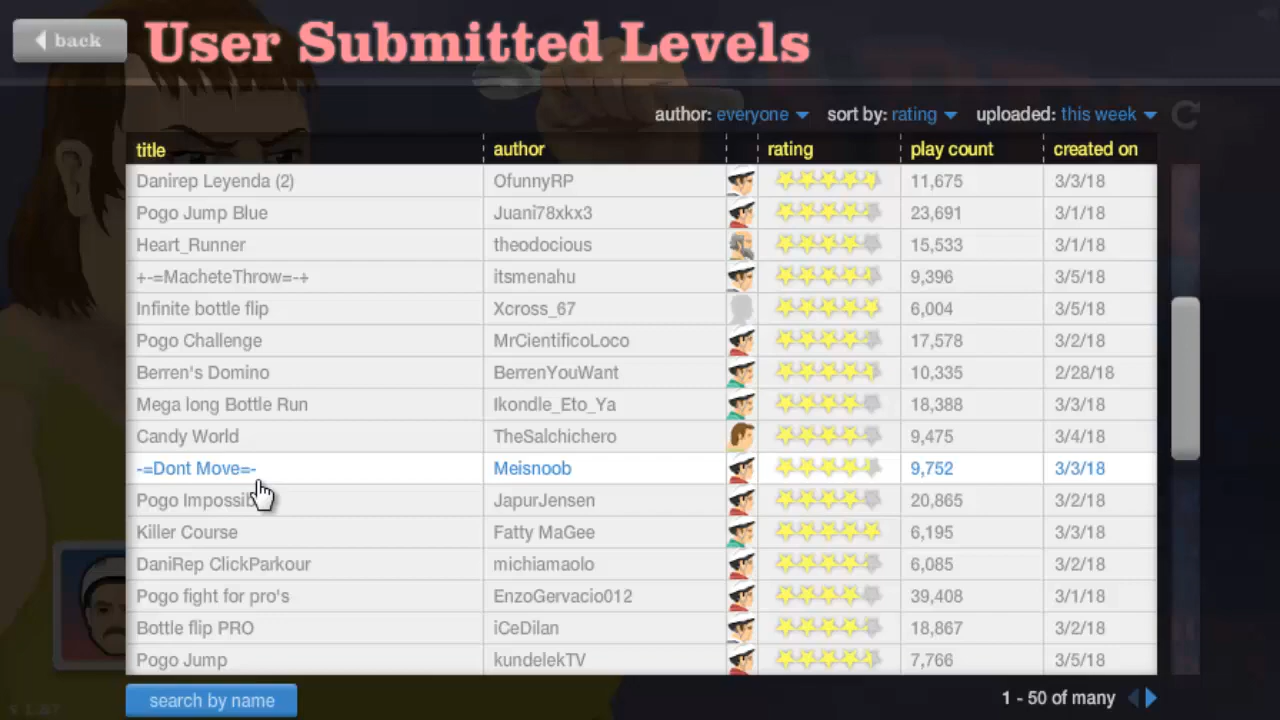 back
User Submitted Levels
author: everyone sort by: rating uploaded: this week
title author rating play count created on
Danirep Leyenda (2) OfunnyRP 11,675 3/3/18
Pogo Jump Blue Juani78xkx3 23,691 3/1/18
Heart_Runner theodocious 15,533 3/1/18
+-=MacheteThrow=-+ itsmenahu 9,396 3/5/18
Infinite bottle flip Xcross_67 6,004 3/5/18
Pogo Challenge MrCientificoLoco 17,578 3/2/18
Berren's Domino BerrenYouWant 10,335 2/28/18
Mega long Bottle Run Ikondle_Eto_Ya 18,388 3/3/18
Candy World TheSalchichero 9,475 3/4/18
-=Dont Move=- Meisnoob 9,752 3/3/18
Pogo JapurJensen 20,865 3/2/18
Killer Course Fatty MaGee 6,195 3/3/18
DaniRep ClickParkour michiamaolo 6,085 3/3/18
Pogo fight for pro's EnzoGervacio012 39,408 3/1/18
Bottle flip PRO iCeDilan 18,867 3/2/18
Pogo Jump kundelekTV 7,766 3/5/18
search by name 1 - 50 of many